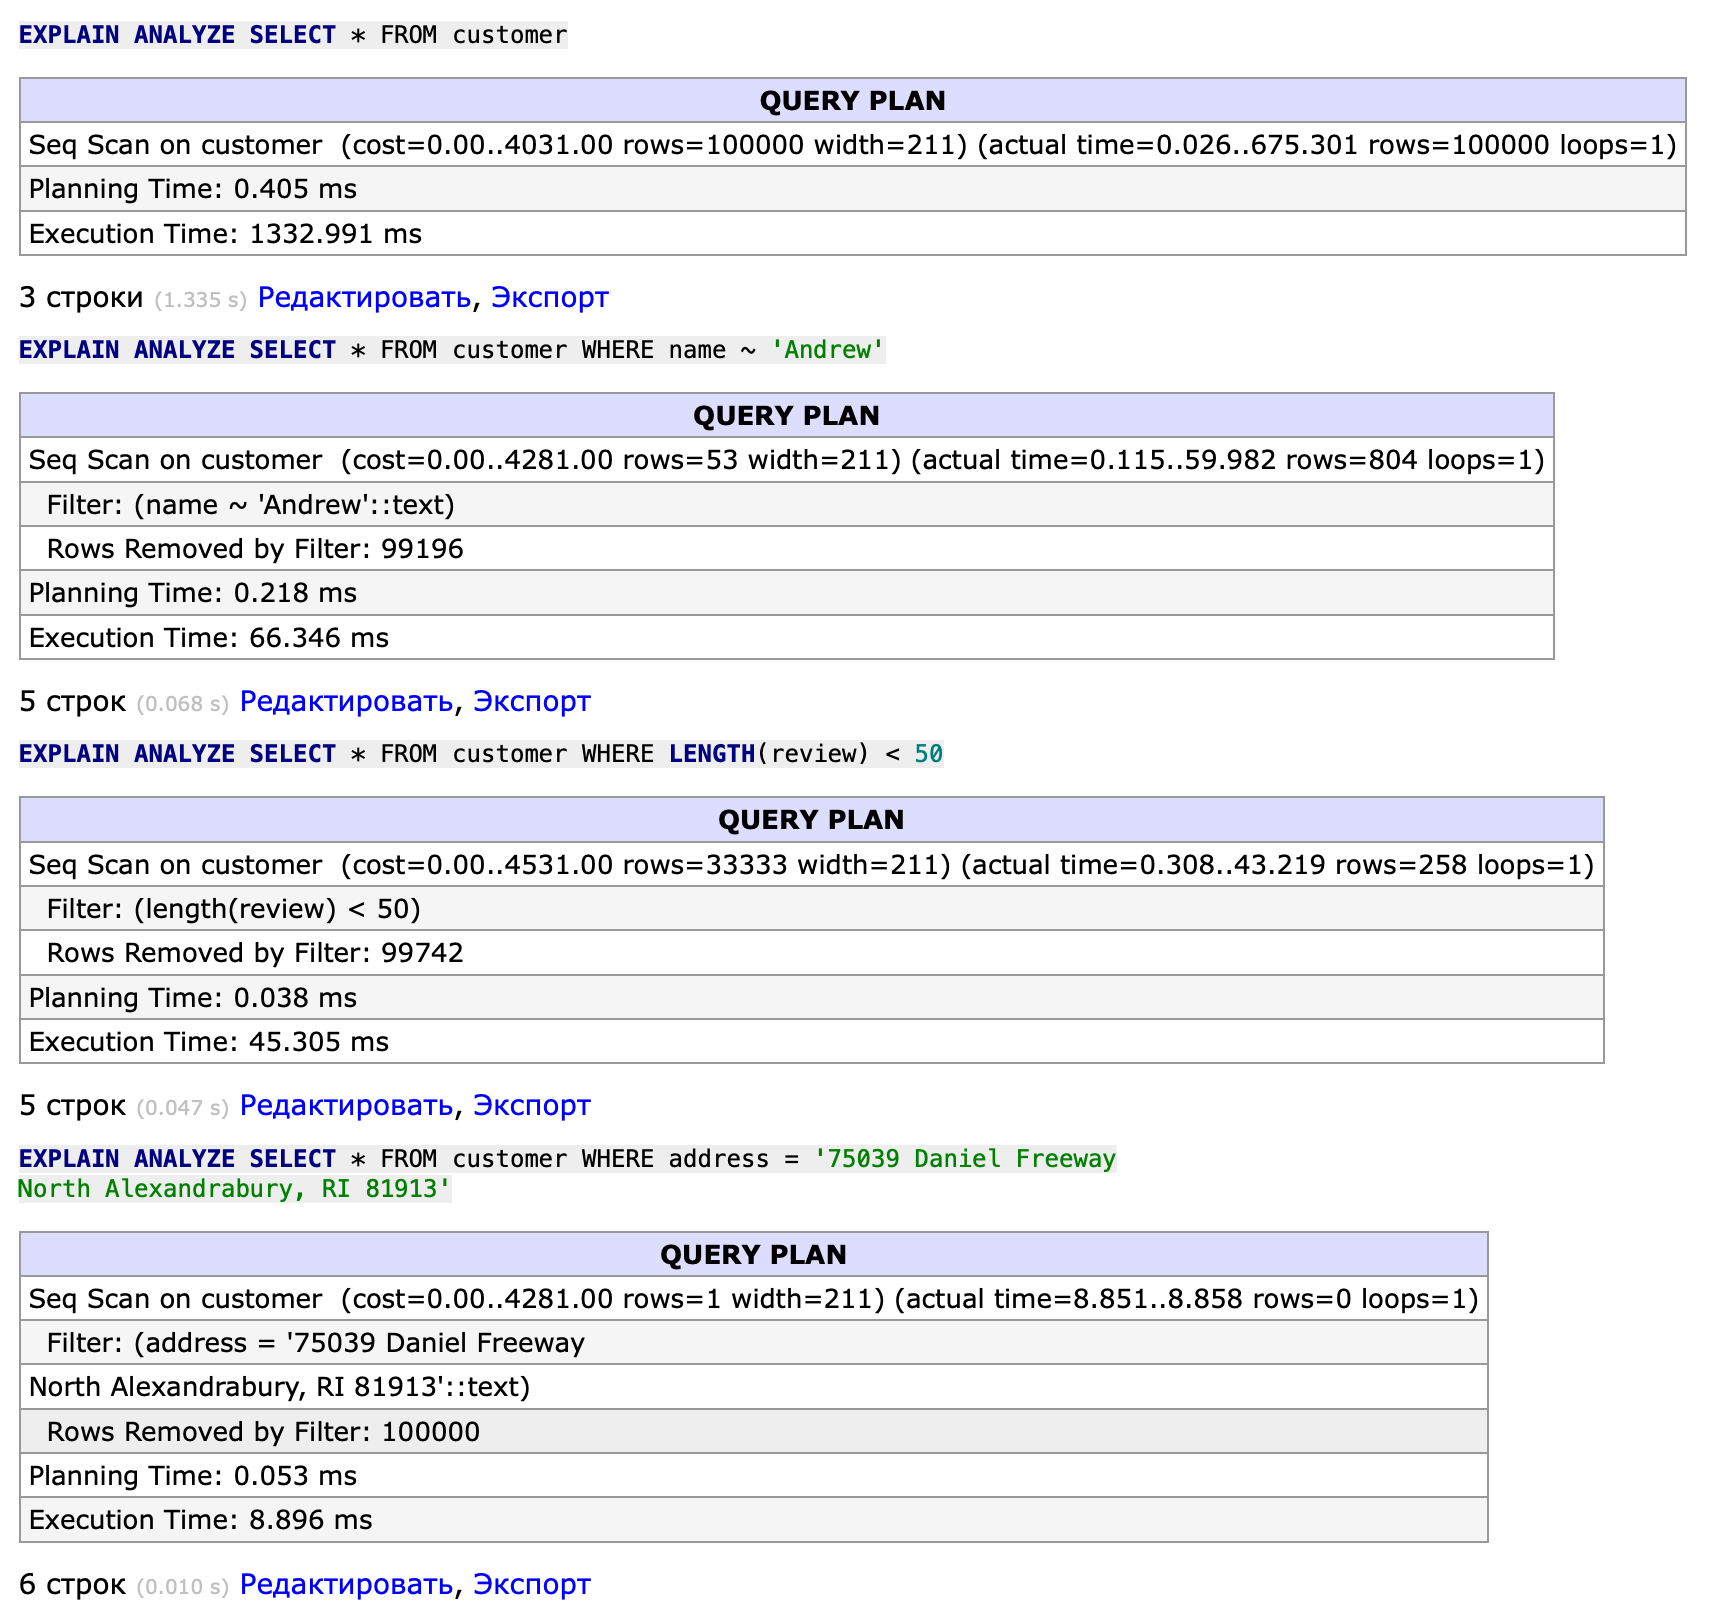 EXPLAIN ANALYZE SELECT * FROM customer
QUERY PLAN
Seq Scan on customer  (cost=0.00..4031.00 rows=100000 width=211) (actual time=0.026..675.301 rows=100000 loops=1)
Planning Time: 0.405 ms
Execution Time: 1332.991 ms
3 строки (1.335 s) Редактировать, Экспорт
EXPLAIN ANALYZE SELECT * FROM customer WHERE name ~ 'Andrew'
QUERY PLAN
Seq Scan on customer  (cost=0.00..4281.00 rows=53 width=211) (actual time=0.115..59.982 rows=804 loops=1)
Filter: (name ~ 'Andrew'::text)
Rows Removed by Filter: 99196
Planning Time: 0.218 ms
Execution Time: 66.346 ms
5 строк (0.068 s) Редактировать, Экспорт
EXPLAIN ANALYZE SELECT * FROM customer WHERE LENGTH(review) < 50
QUERY PLAN
Seq Scan on customer  (cost=0.00..4531.00 rows=33333 width=211) (actual time=0.308..43.219 rows=258 loops=1)
Filter: (length(review) < 50)
Rows Removed by Filter: 99742
Planning Time: 0.038 ms
Execution Time: 45.305 ms
5 строк (0.047 s) Редактировать, Экспорт
EXPLAIN ANALYZE SELECT * FROM customer WHERE address = '75039 Daniel Freeway
North Alexandrabury, RI 81913'
QUERY PLAN
Seq Scan on customer  (cost=0.00..4281.00 rows=1 width=211) (actual time=8.851..8.858 rows=0 loops=1)
Filter: (address = '75039 Daniel Freeway
North Alexandrabury, RI 81913'::text)
Rows Removed by Filter: 100000
Planning Time: 0.053 ms
Execution Time: 8.896 ms
6 строк (0.010 s) Редактировать, Экспорт